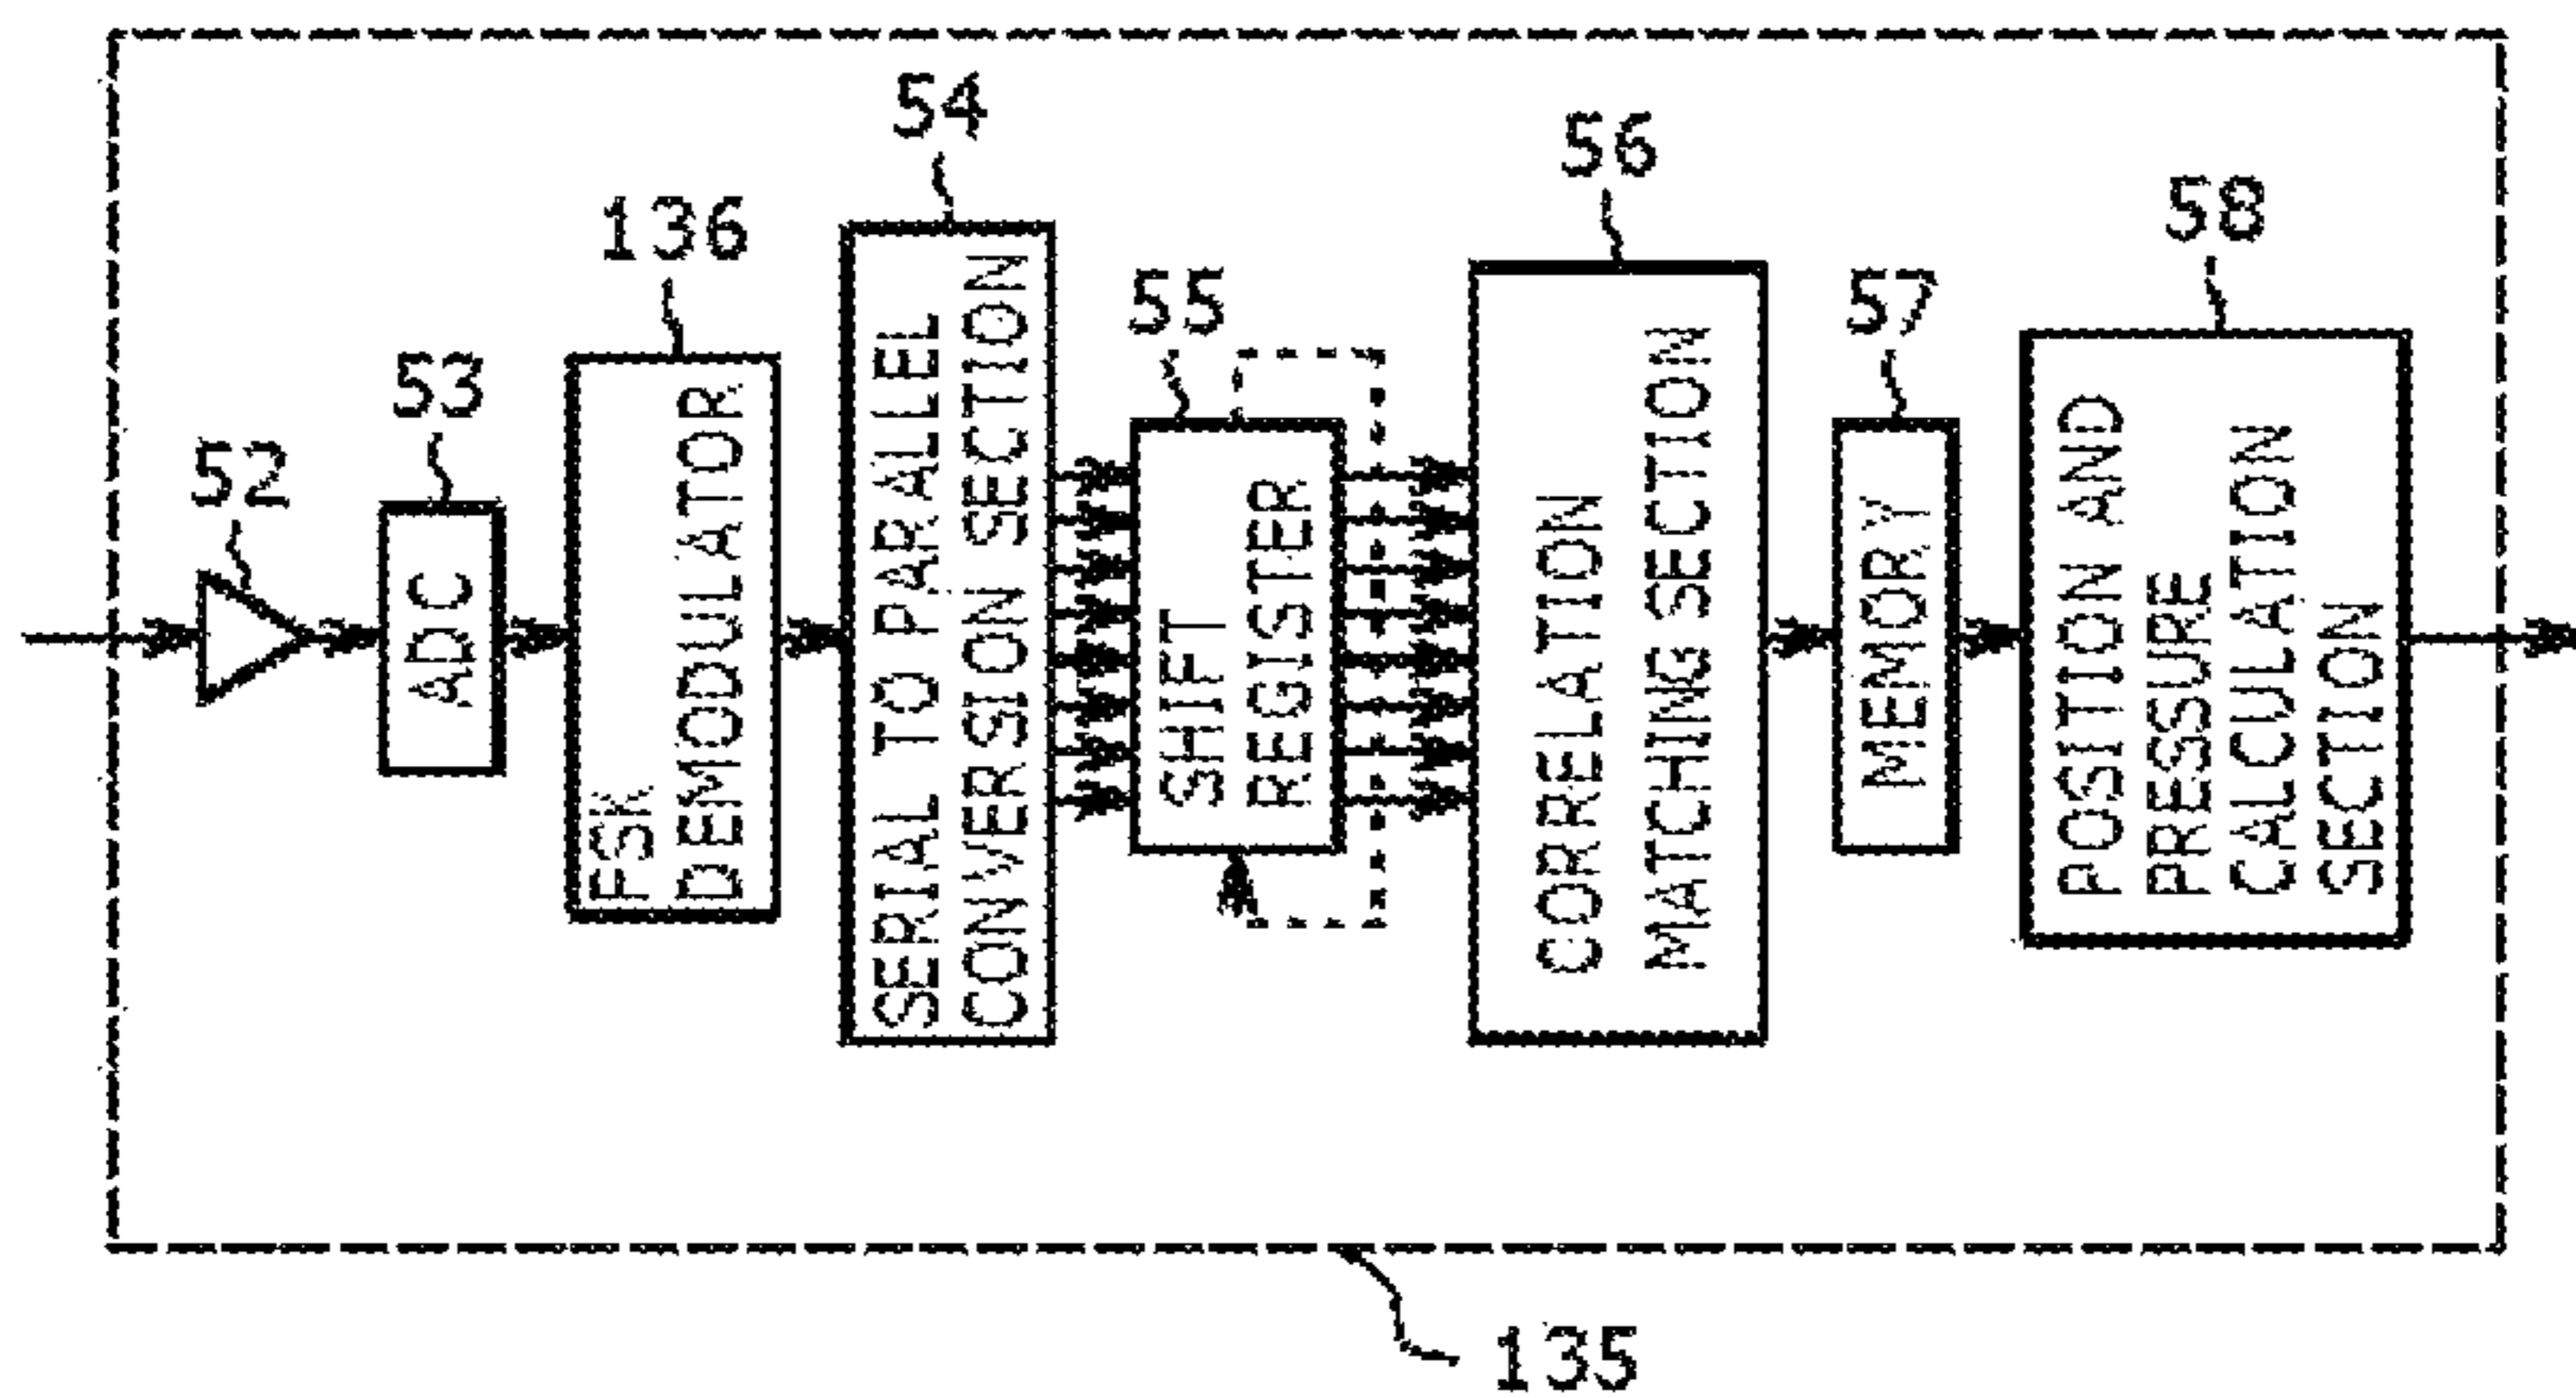 52
53
ADC
136
FSK
DEMODULATOR
54
SERIAL TO PARALLEL
CONVERSION SECTION
55
SHIFT
REGISTER
56
CORRELATION
MATCHING SECTION
57
MEMORY
58
POSITION AND
PRESSURE
CALCULATION
SECTION
135